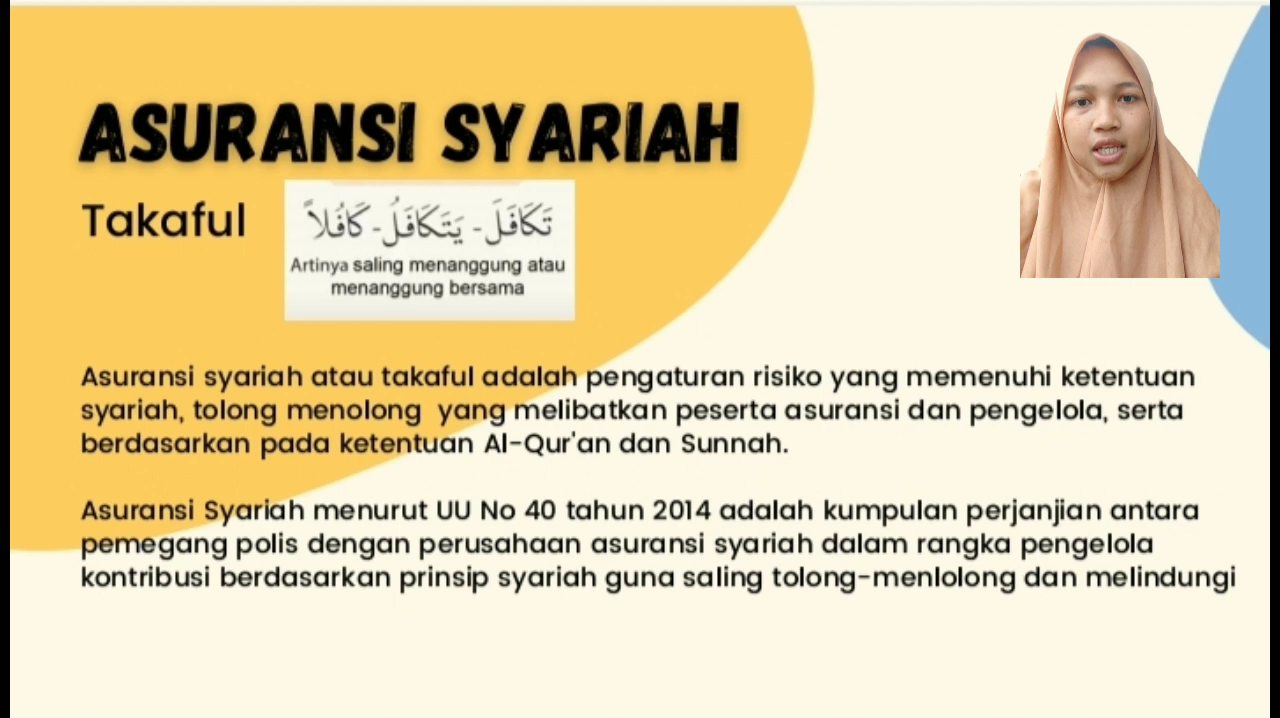 ASURANSI SYARIAH
Takaful
تَكَافَلَ - يَتَكَافَلُ - كَافُلاً
Artinya saling menanggung atau
menanggung bersama
Asuransi syariah atau takaful adalah pengaturan risiko yang memenuhi ketentuan
syariah, tolong menolong yang melibatkan peserta asuransi dan pengelola, serta
berdasarkan pada ketentuan Al-Qur'an dan Sunnah.
Asuransi Syariah menurut UU No 40 tahun 2014 adalah kumpulan perjanjian antara
pemegang polis dengan perusahaan asuransi syariah dalam rangka pengelola
kontribusi berdasarkan prinsip syariah guna saling tolong-menlolong dan melindungi